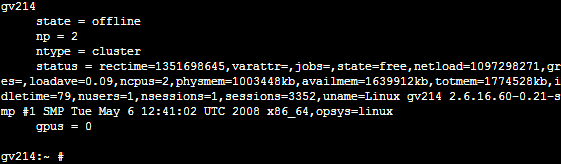 gv214
state = offline
np = 2
ntype = cluster
status = rectime=1351698645,varattr=,jobs=,state=free,netload=1097298271,gr
es=,loadave=0.09,ncpus=2,physmem=1003448kb,availmem=1639912kb,totmem=1774528kb,i
dletime=79,nusers=1,nsessions=1,sessions=3352,uname=Linux gv214 2.6.16.60-0.21-s
mp #1 SMP Tue May 6 12:41:02 UTC 2008 x86_64,opsys=linux
gpus = 0
gv214:~ #